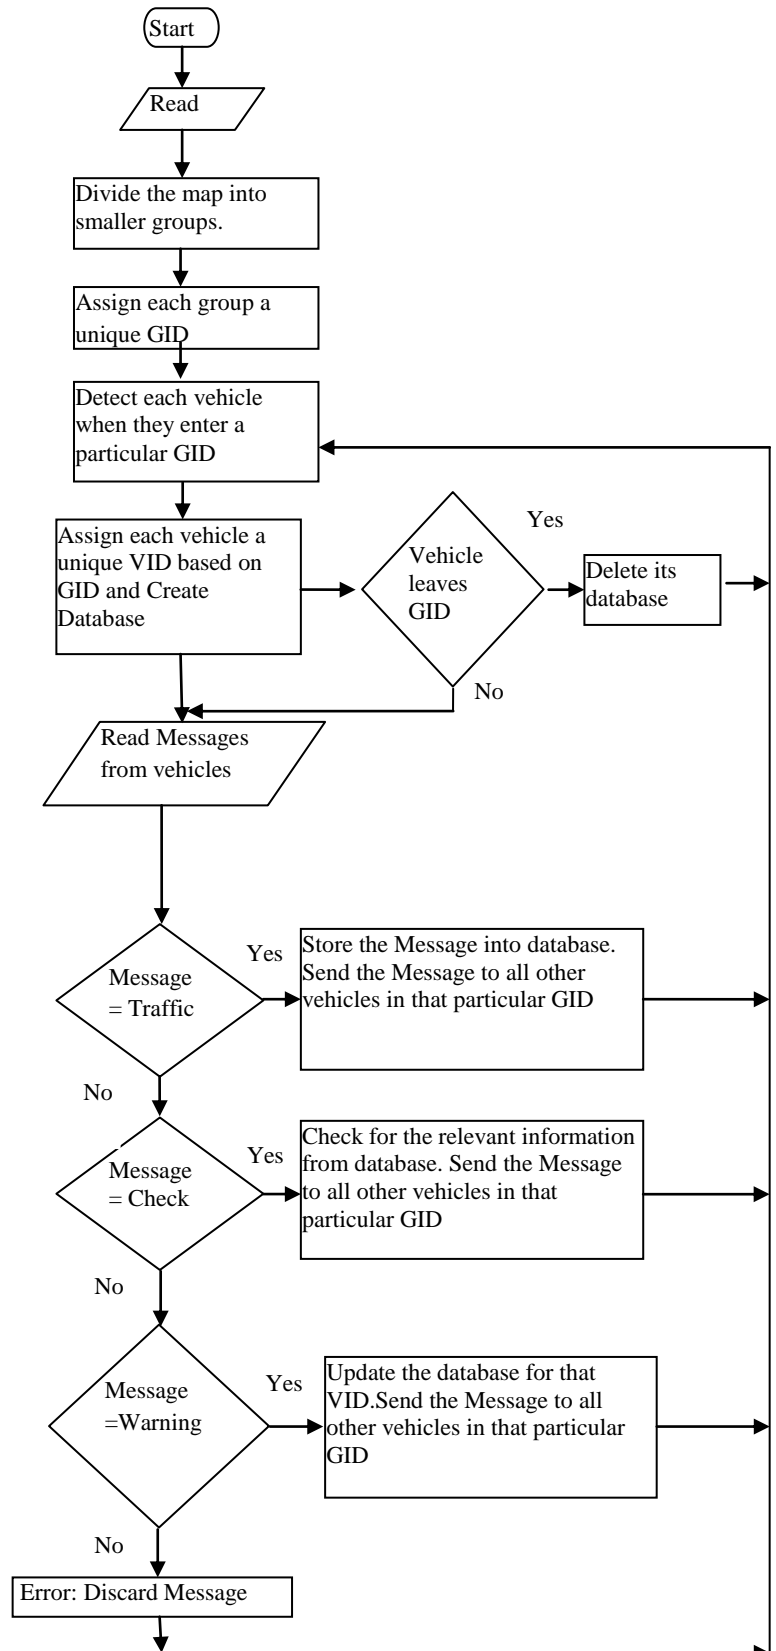 Start
Read
Divide the map into
smaller groups.
Assign each group a
unique GID
Detect each vehicle
when they enter a
particular GID
Assign each vehicle a
unique VID based on
GID and Create
Database
Vehicle
leaves
GID
Yes
Delete its
database
No
Read Messages
from vehicles
Message
= Traffic
Yes
Store the Message into database.
Send the Message to all other
vehicles in that particular GID
No
Message
= Check
Yes
Check for the relevant information
from database. Send the Message
to all other vehicles in that
particular GID
No
Message
=Warning
Yes
Update the database for that
VID.Send the Message to all
other vehicles in that particular
GID
No
Error: Discard Message